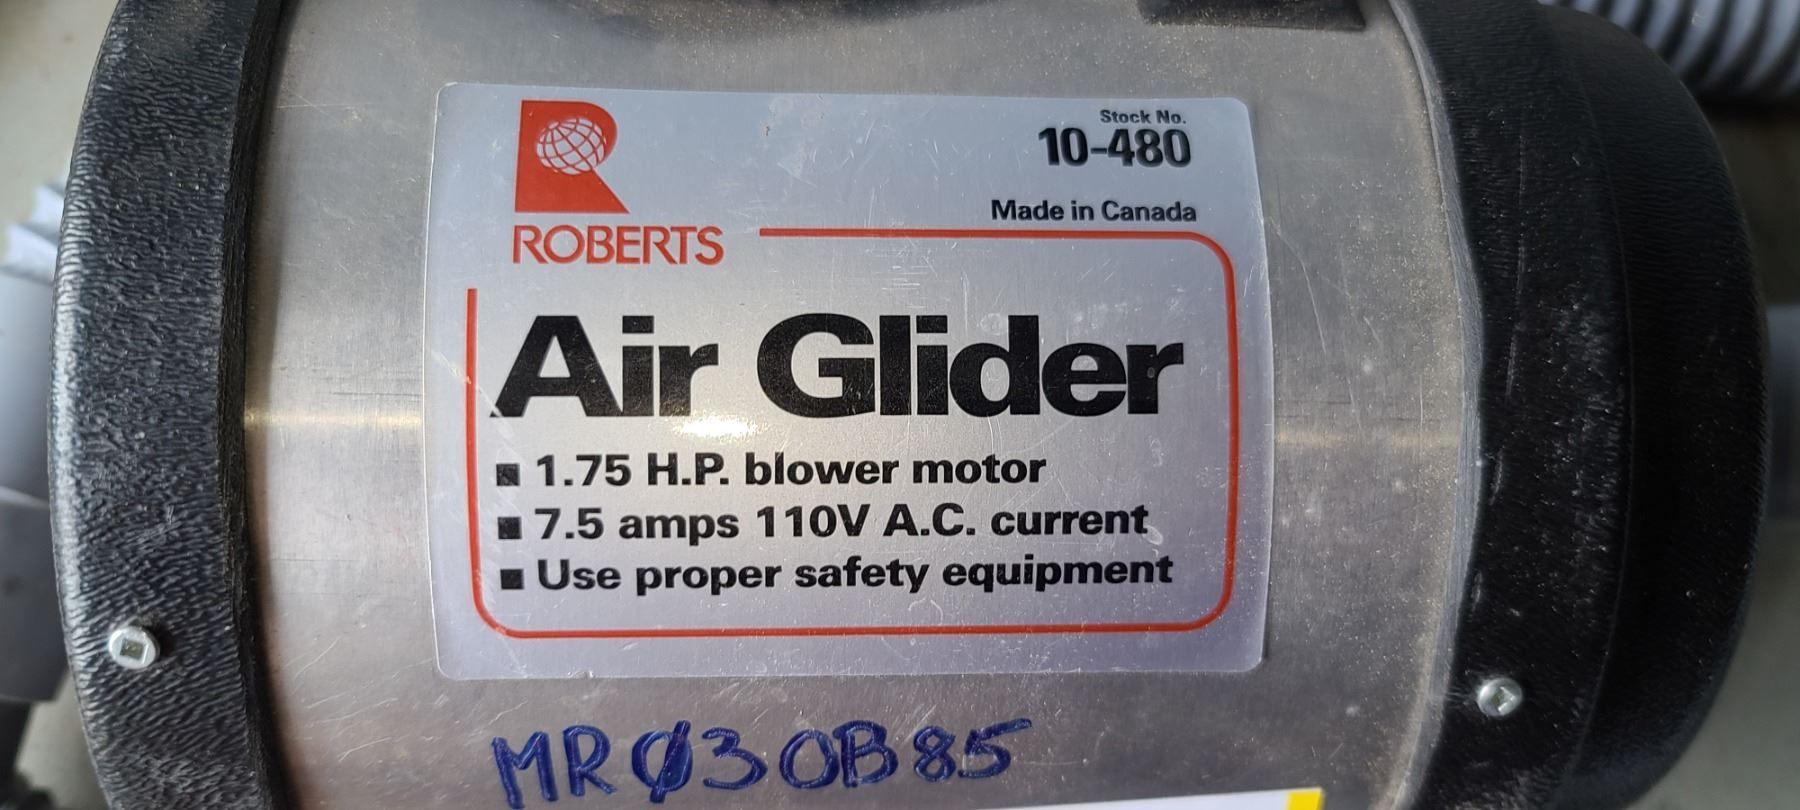 Stock No.
10-480
Made in Canada
ROBERTS
Air Glider
▪ 1.75 H.P. blower motor
▪ 7.5 amps 110V A.C. current
▪ Use proper safety equipment
MRØ30B85